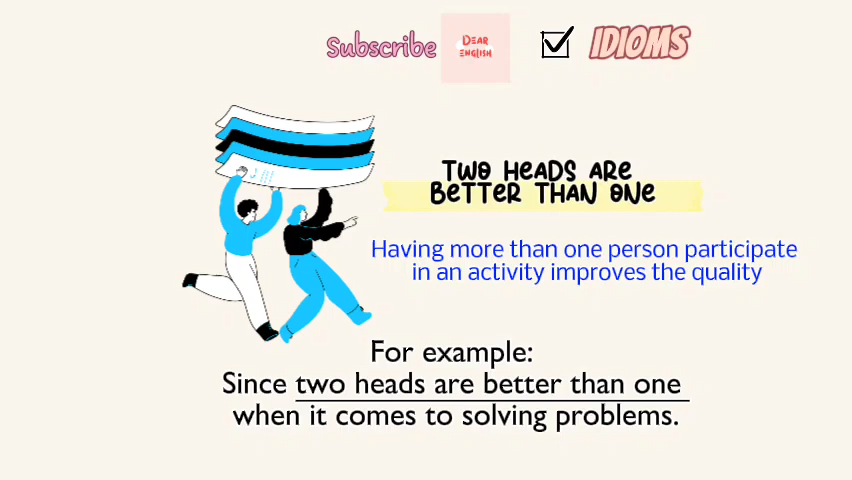 Subscribe
DEAR
ENGLISH
IDIOMS
TWO HEADS ARE
BETTER THAN ONE
Having more than one person participate
in an activity improves the quality
For example:
Since two heads are better than one
when it comes to solving problems.